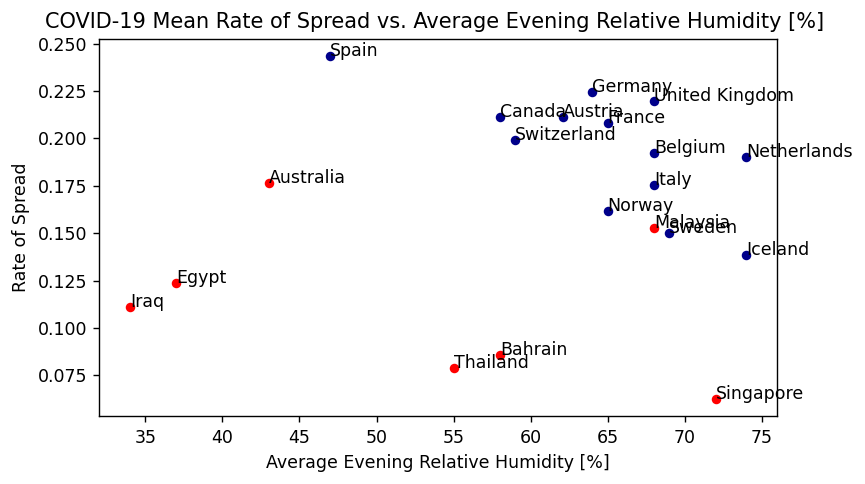 COVID-19 Mean Rate of Spread vs. Average Evening Relative Humidity [%]
0.250
Spain
0.225
Germany
United Kingdom
Canada
Austria
France
0.200
Switzerland
Belgium
Netherlands
0.175
Australia
Italy
Norway
0.150
Malaysia
Sweden
Iceland
0.125
Egypt
Iraq
0.100
Bahrain
Thailand
0.075
Singapore
Rate of Spread
35 40 45 50 55 60 65 70 75
Average Evening Relative Humidity [%]